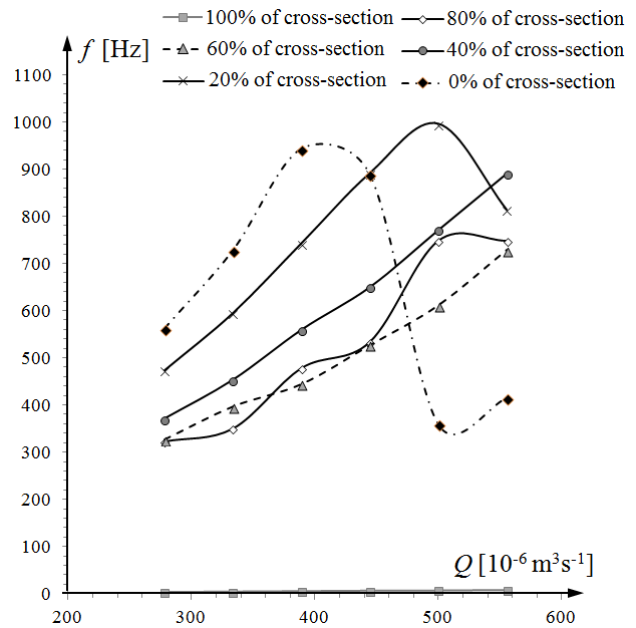 100% of cross-section
80% of cross-section
60% of cross-section
40% of cross-section
20% of cross-section
0% of cross-section
f [Hz]
1100
1000
900
800
700
600
500
400
300
200
100
0
Q [10⁻⁶ m³s⁻¹]
200 300 400 500 600